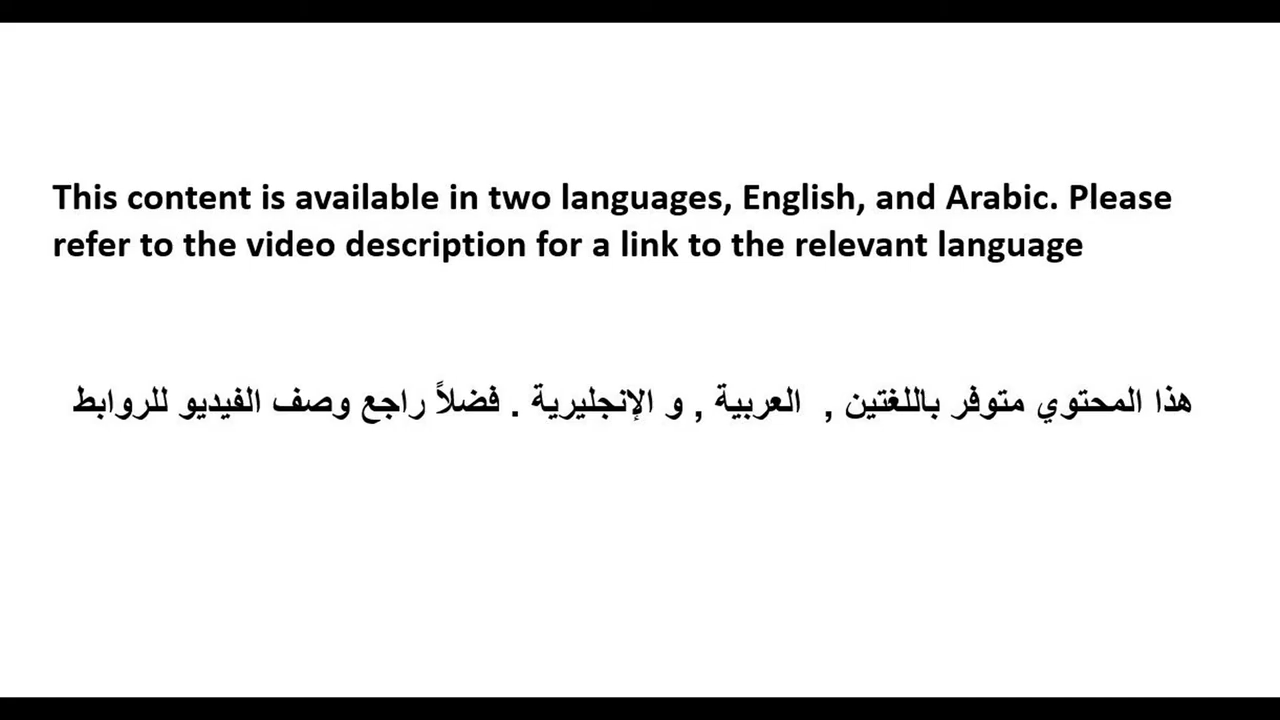 This content is available in two languages, English, and Arabic. Please
refer to the video description for a link to the relevant language
هذا المحتوي متوفر باللغتين , العربية , و الإنجليرية . فضلاً راجع وصف الفيديو للروابط